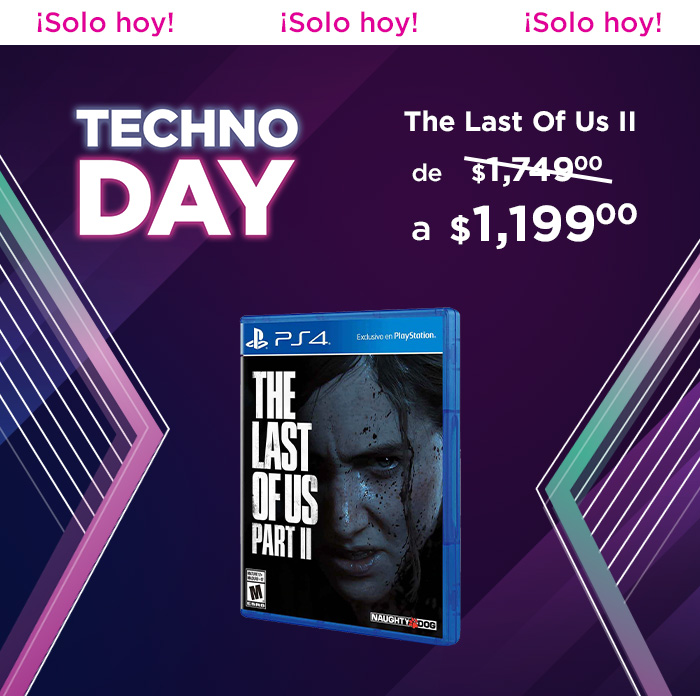 ¡Solo hoy! ¡Solo hoy! ¡Solo hoy!
TECHNO
DAY
The Last Of Us II
de $1,749⁰⁰
a $1,199⁰⁰
PS4 Exclusivo en PlayStation.
THE
LAST
OF US
PART II
M
NAUGHTY DOG